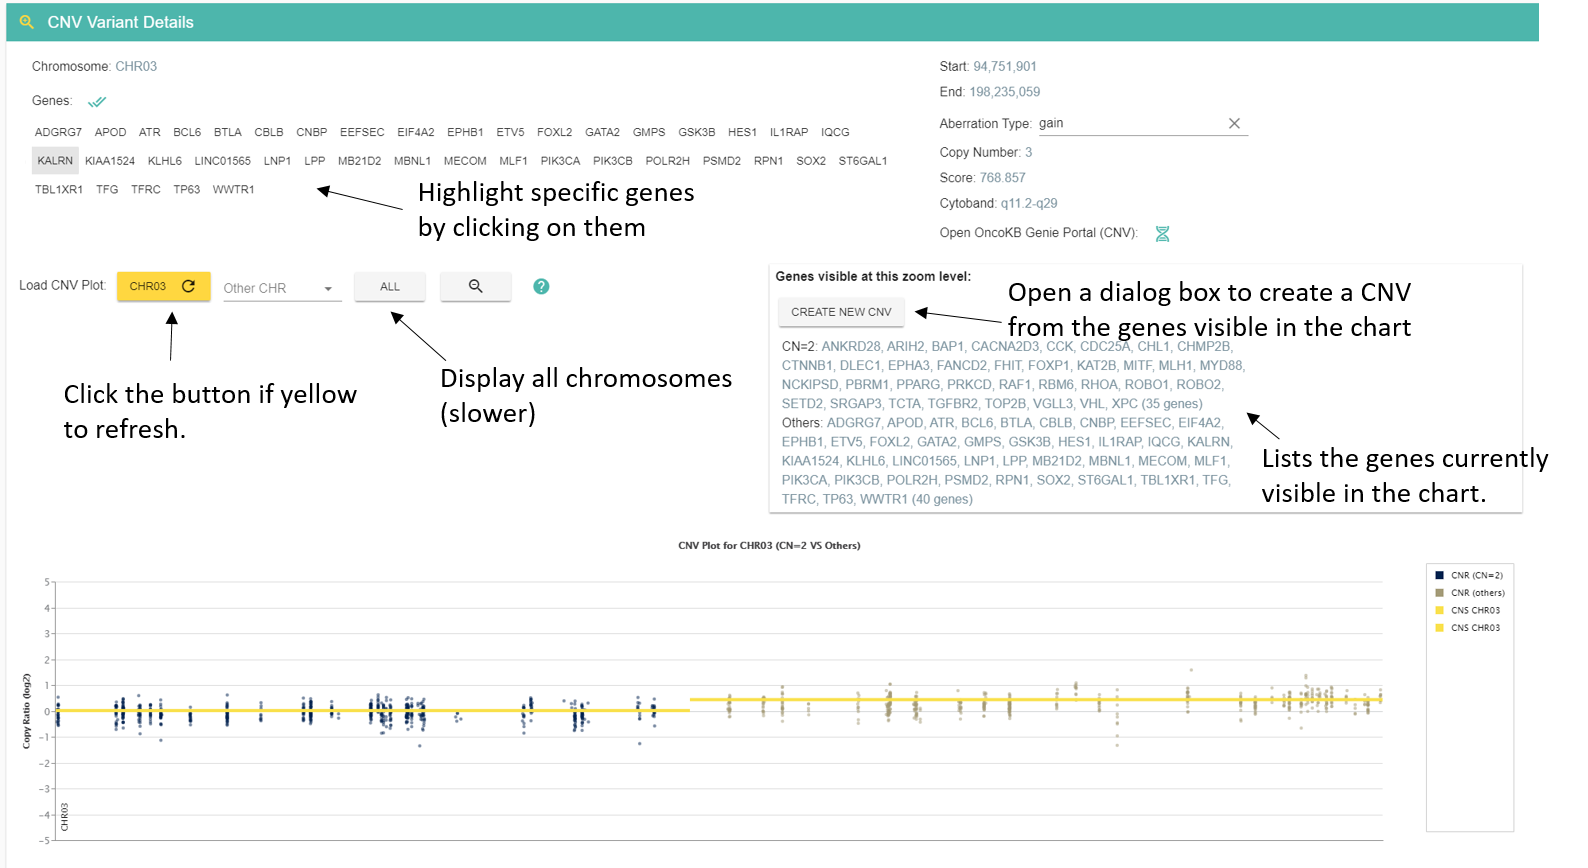 CNV Variant Details
Chromosome: CHR03
Genes:
ADGRG7 APOD ATR BCL6 BTLA CBLB CNBP EEFSEC EIF4A2 EPHB1 ETV5 FOXL2 GATA2 GMPS GSK3B HES1 IL1RAP IQCG
KALRN KIAA1524 KLHL6 LINC01565 LNP1 LPP MB21D2 MBNL1 MECOM MLF1 PIK3CA PIK3CB POLR2H PSMD2 RPN1 SOX2 ST6GAL1
TBL1XR1 TFG TFRC TP63 WWTR1
Highlight specific genes
by clicking on them
Start: 94,751,901
End: 198,235,059
Aberration Type: gain
Copy Number: 3
Score: 768.857
Cytoband: q11.2-q29
Open OncoKB Genie Portal (CNV):
Load CNV Plot: CHR03 Other CHR ALL ?
Click the button if yellow
to refresh.
Display all chromosomes
(slower)
Genes visible at this zoom level:
CREATE NEW CNV
Open a dialog box to create a CNV
from the genes visible in the chart
CN=2: ANKRD28, ARIH2, BAP1, CACNA2D3, CCK, CDC25A, CHL1, CHMP2B,
CTNNB1, DLEC1, EPHA3, FANCD2, FHIT, FOXP1, KAT2B, MITF, MLH1, MYD88,
NCKIPSD, PBRM1, PPARG, PRKCD, RAF1, RBM6, RHOA, ROBO1, ROBO2,
SETD2, SRGAP3, TCTA, TGFBR2, TOP2B, VGLL3, VHL, XPC (35 genes)
Others: ADGRG7, APOD, ATR, BCL6, BTLA, CBLB, CNBP, EEFSEC, EIF4A2,
EPHB1, ETV5, FOXL2, GATA2, GMPS, GSK3B, HES1, IL1RAP, IQCG, KALRN,
KIAA1524, KLHL6, LINC01565, LNP1, LPP, MB21D2, MBNL1, MECOM, MLF1,
PIK3CA, PIK3CB, POLR2H, PSMD2, RPN1, SOX2, ST6GAL1, TBL1XR1, TFG,
TFRC, TP63, WWTR1 (40 genes)
Lists the genes currently
visible in the chart.
CNV Plot for CHR03 (CN=2 VS Others)
Copy Ratio (log2)
5
4
3
2
1
0
-1
-2
-3
-4
-5
CHR03
CNR (CN=2)
CNR (others)
CNS CHR03
CNS CHR03